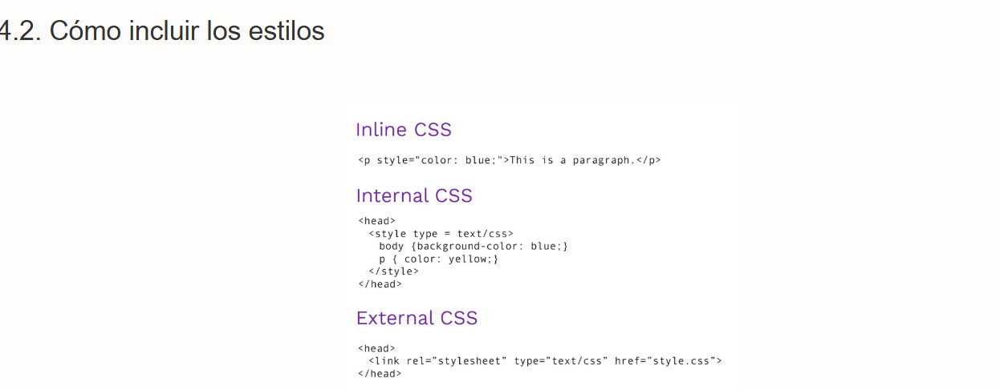 4.2. Cómo incluir los estilos
Inline CSS
<p style="color: blue;">This is a paragraph.</p>
Internal CSS
<head>
<style type = text/css>
body {background-color: blue;}
p { color: yellow;}
</style>
</head>
External CSS
<head>
<link rel=”stylesheet” type=”text/css” href=”style.css”>
</head>